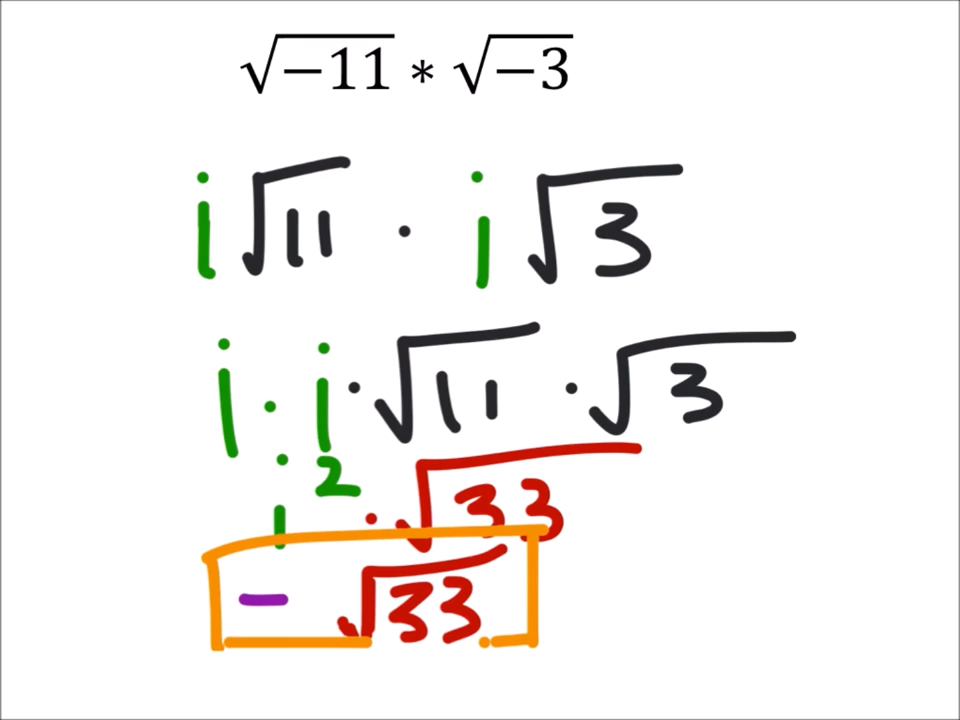 √−11 * √−3
i √11 · i √3
i · i · √11 · √3
i² · √33
− √33